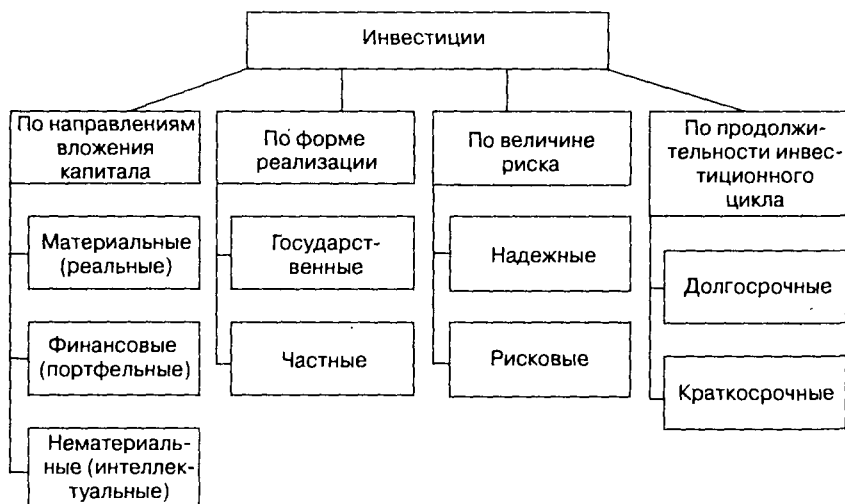 Инвестиции
По направлениям
вложения
капитала
Материальные
(реальные)
Финансовые
(портфельные)
Нематериаль-
ные (интеллек-
туальные)
По форме
реализации
Государст-
венные
Частные
По величине
риска
Надежные
Рисковые
По продолжи-
тельности инвес-
тиционного
цикла
Долгосрочные
Краткосрочные